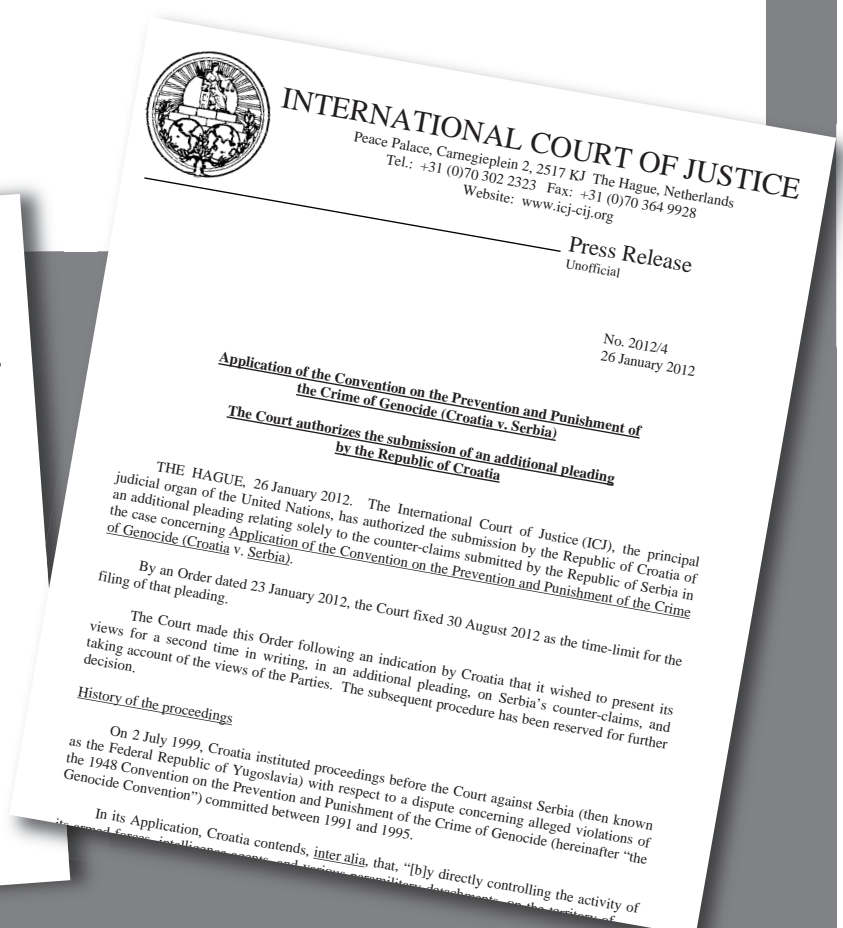 INTERNATIONAL COURT OF JUSTICE
Peace Palace, Carnegieplein 2, 2517 KJ The Hague, Netherlands
Tel.: +31 (0)70 302 2323 Fax: +31 (0)70 364 9928
Website: www.icj-cij.org
Press Release
Unofficial
No. 2012/4
26 January 2012
Application of the Convention on the Prevention and Punishment of
the Crime of Genocide (Croatia v. Serbia)
The Court authorizes the submission of an additional pleading
by the Republic of Croatia
THE HAGUE, 26 January 2012. The International Court of Justice (ICJ), the principal
judicial organ of the United Nations, has authorized the submission by the Republic of Croatia of
an additional pleading relating solely to the counter-claims submitted by the Republic of Serbia in
the case concerning Application of the Convention on the Prevention and Punishment of the Crime
of Genocide (Croatia v. Serbia).
By an Order dated 23 January 2012, the Court fixed 30 August 2012 as the time-limit for the
filing of that pleading.
The Court made this Order following an indication by Croatia that it wished to present its
views for a second time in writing, in an additional pleading, on Serbia's counter-claims, and
taking account of the views of the Parties. The subsequent procedure has been reserved for further
decision.
History of the proceedings
On 2 July 1999, Croatia instituted proceedings before the Court against Serbia (then known
as the Federal Republic of Yugoslavia) with respect to a dispute concerning alleged violations of
the 1948 Convention on the Prevention and Punishment of the Crime of Genocide (hereinafter "the
Genocide Convention") committed between 1991 and 1995.
In its Application, Croatia contends, inter alia, that, "[b]y directly controlling the activity of
its armed forces, intelligence agents, and various paramilitary detachments, on the territory of